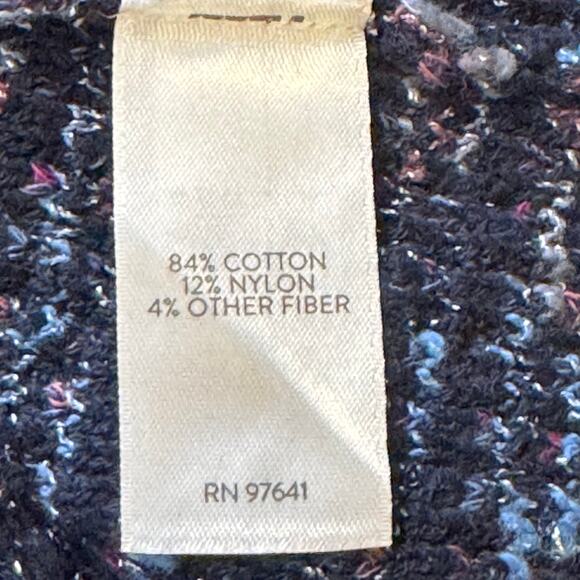 84% COTTON
12% NYLON
4% OTHER FIBER
RN 97641